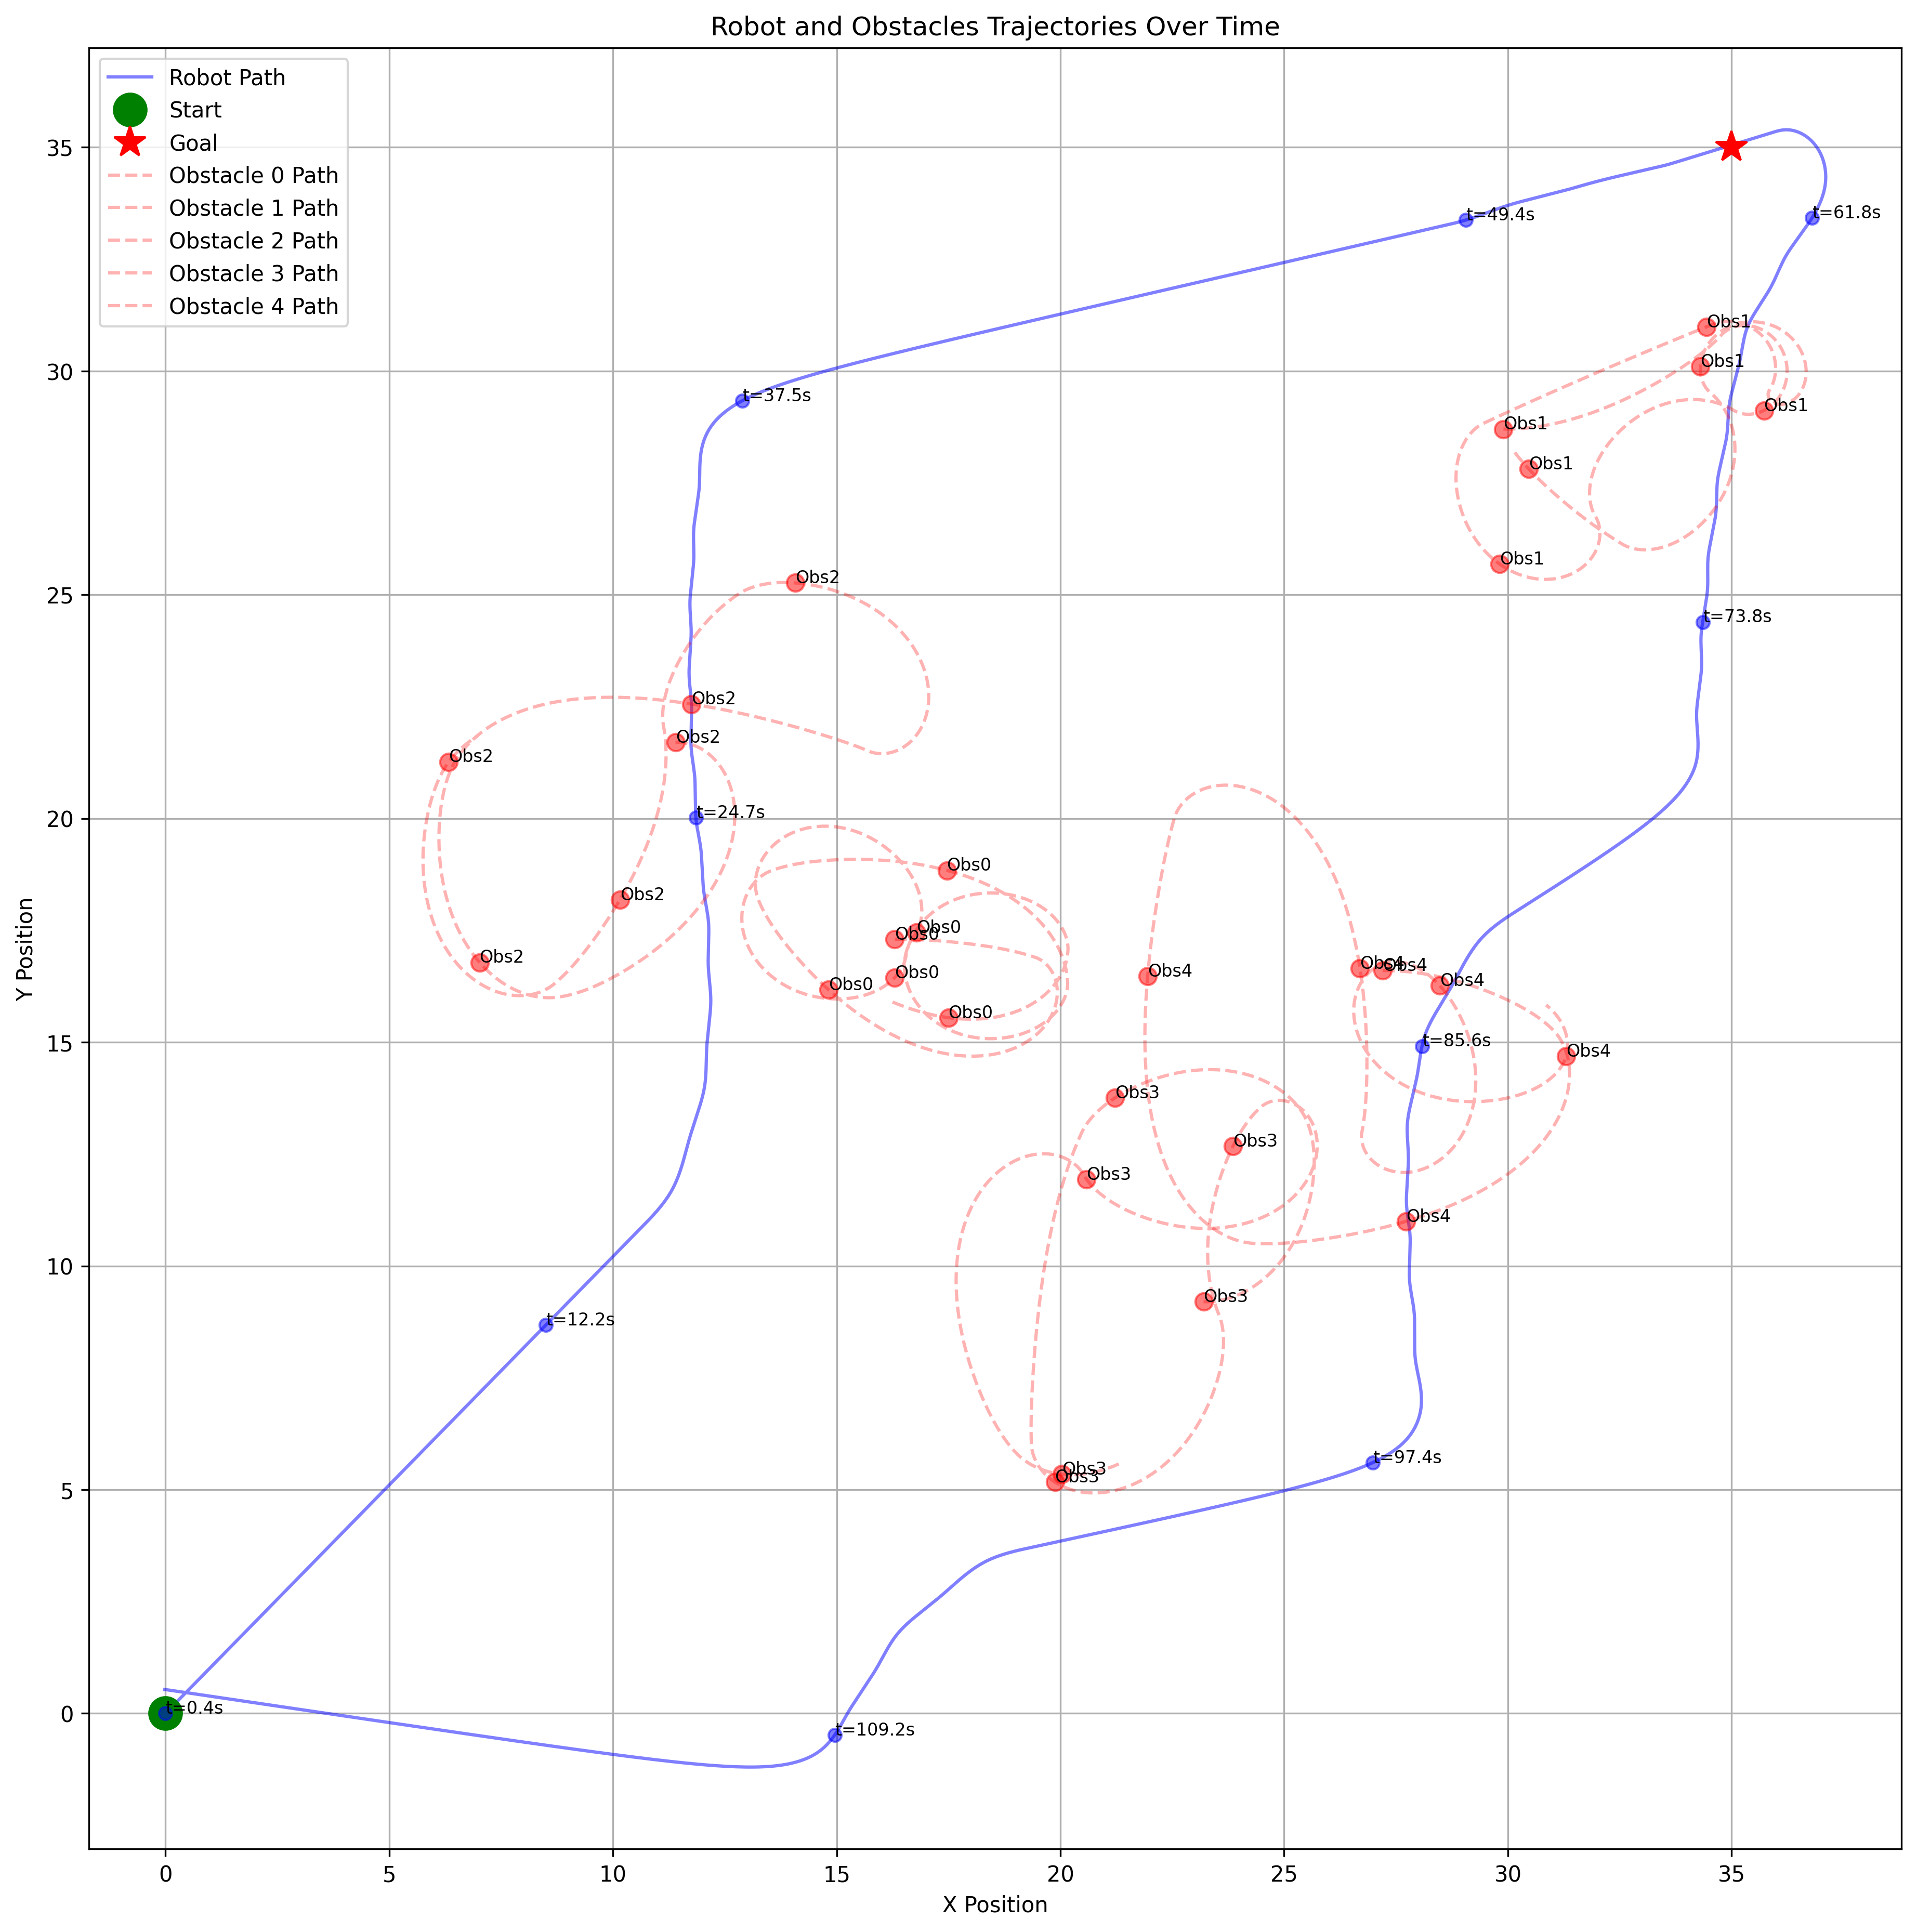 Robot and Obstacles Trajectories Over Time
Robot Path
Start
Goal
Obstacle 0 Path
Obstacle 1 Path
Obstacle 2 Path
Obstacle 3 Path
Obstacle 4 Path
35
30
25
20
15
10
5
0
Y Position
t=49.4s
t=61.8s
Obs1
Obs1
t=37.5s
Obs1
Obs1
Obs1
Obs1
Obs2
t=73.8s
Obs2
Obs2
Obs2
t=24.7s
Obs2
Obs2
Obs0
Obs0
Obs0
Obs0
Obs0
Obs0
Obs4
Obs4
Obs4
Obs4
t=85.6s
Obs4
Obs3
Obs3
Obs3
Obs4
Obs3
t=12.2s
Obs3
Obs3
t=97.4s
t=0.4s
t=109.2s
0 5 10 15 20 25 30 35
X Position